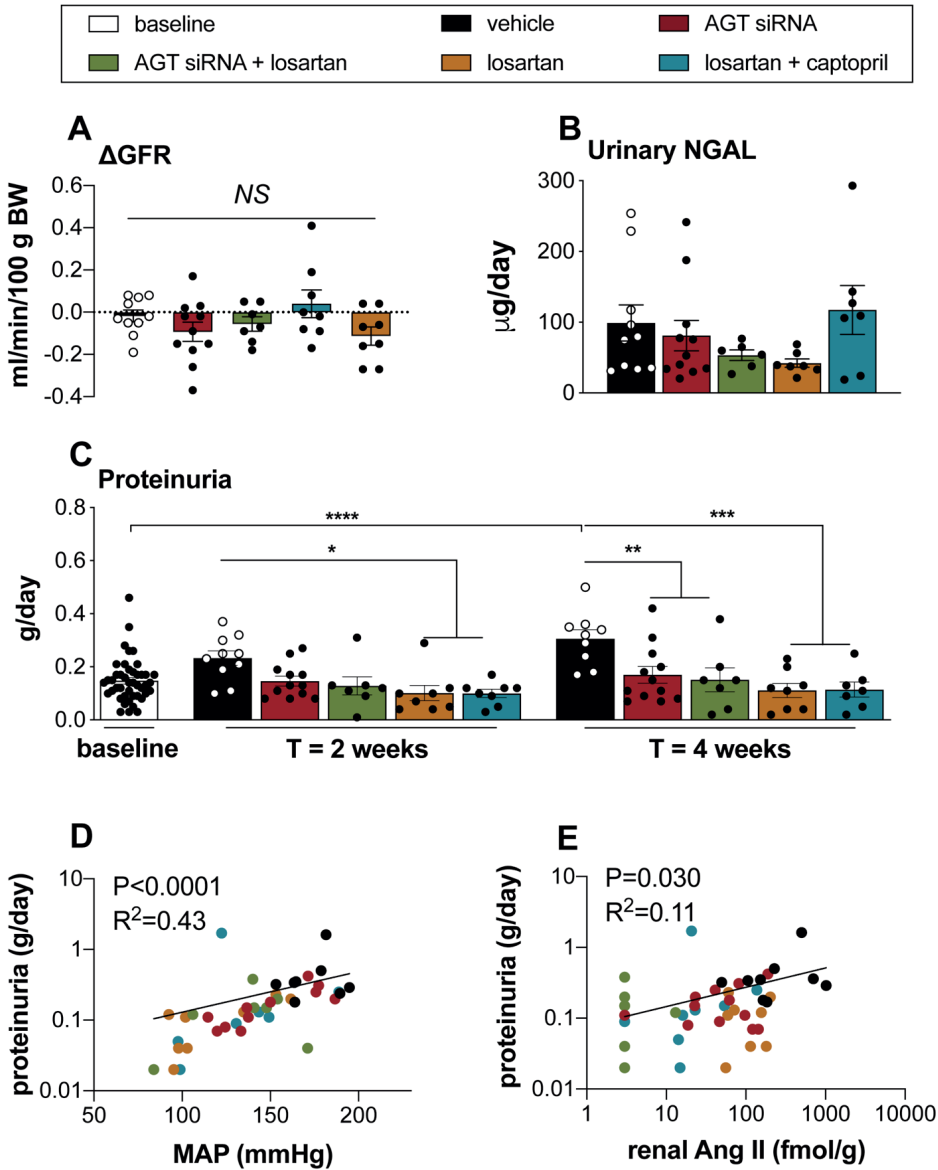 baseline vehicle AGT siRNA
AGT siRNA + losartan losartan losartan + captopril
A
ΔGFR
ml/min/100 g BW
0.6
0.4
0.2
0.0
-0.2
-0.4
NS
B
Urinary NGAL
μg/day
300
200
100
0
C
Proteinuria
g/day
0.8
0.6
0.4
0.2
0.0
****
*
**
***
baseline T = 2 weeks T = 4 weeks
D
proteinuria (g/day)
10
1
0.1
0.01
P<0.0001
R²=0.43
50 100 150 200
MAP (mmHg)
E
proteinuria (g/day)
10
1
0.1
0.01
P=0.030
R²=0.11
1 10 100 1000 10000
renal Ang II (fmol/g)